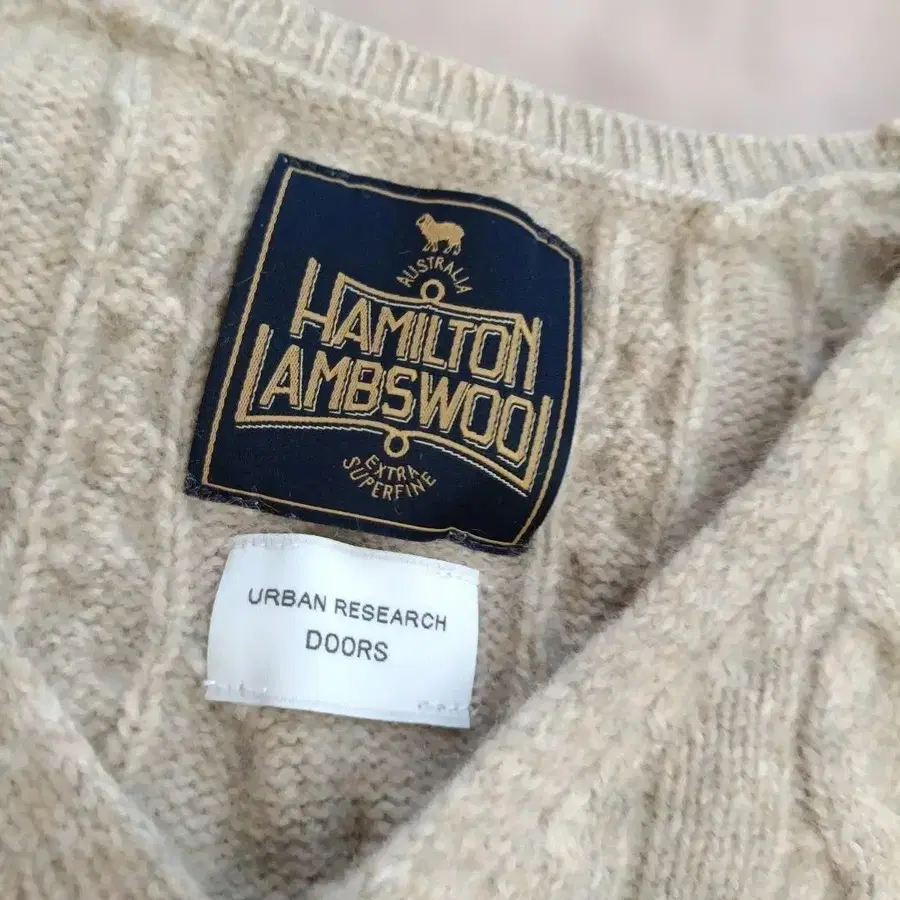 AUSTRALIA
HAMILTON
LAMBSWOOL
EXTRA
SUPERFINE
URBAN RESEARCH
DOORS